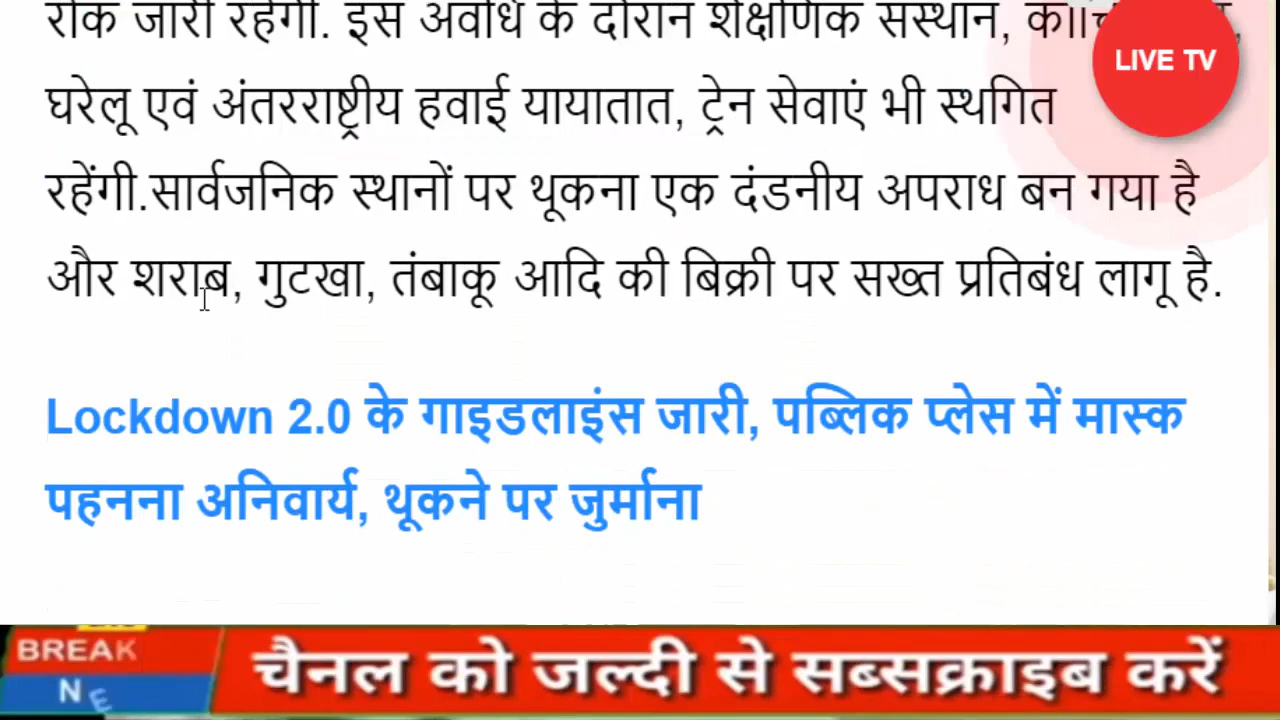 रोक जारी रहेगी. इस अवधि के दौरान शैक्षणिक संस्थान,
LIVE TV
घरेलू एवं अंतरराष्ट्रीय हवाई यायातात, ट्रेन सेवाएं भी स्थगित
रहेंगी.सार्वजनिक स्थानों पर थूकना एक दंडनीय अपराध बन गया है
और शराब, गुटखा, तंबाकू आदि की बिक्री पर सख्त प्रतिबंध लागू है.
Lockdown 2.0 के गाइडलाइंस जारी, पब्लिक प्लेस में मास्क
पहनना अनिवार्य, थूकने पर जुर्माना
BREAK
NE
चैनल को जल्दी से सब्सक्राइब करें